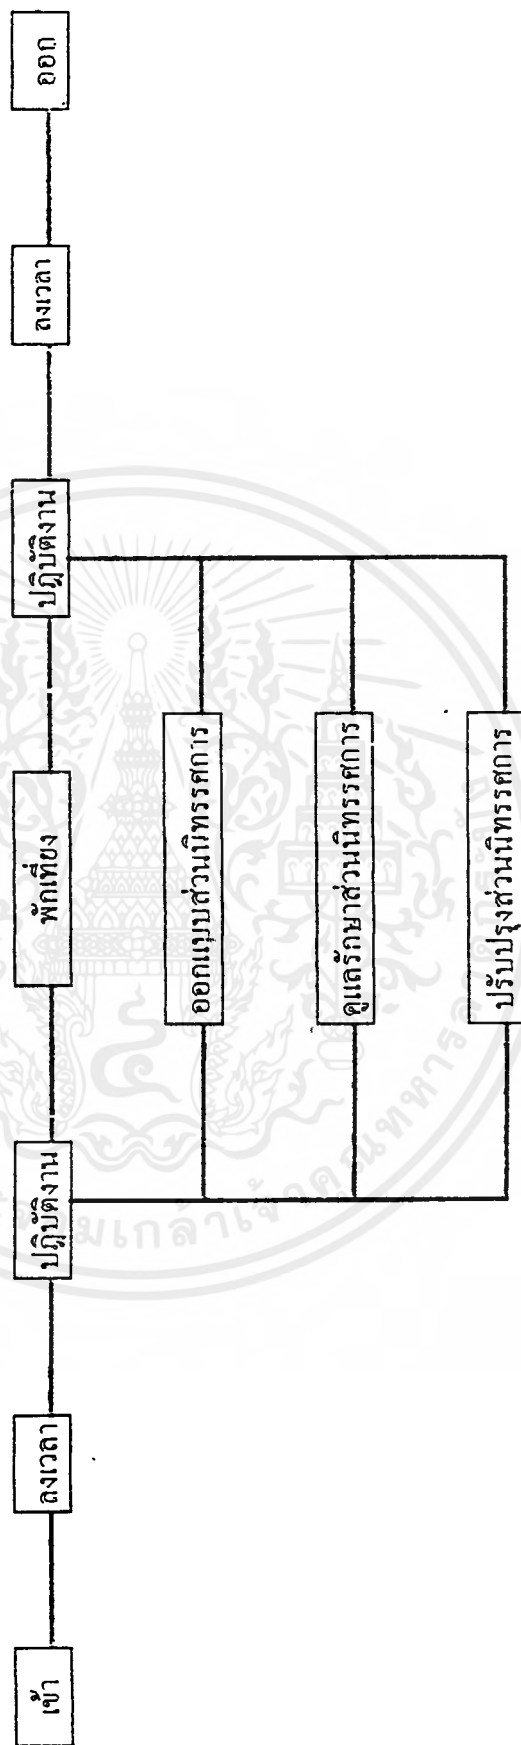 เข้า
ลงเวลา
ปฏิบัติงาน
พักเที่ยง
ปฏิบัติงาน
ลงเวลา
ออก
ออกแบบส่วนนิทรรศการ
ดูแลรักษาส่วนนิทรรศการ
ปรับปรุงส่วนนิทรรศการ